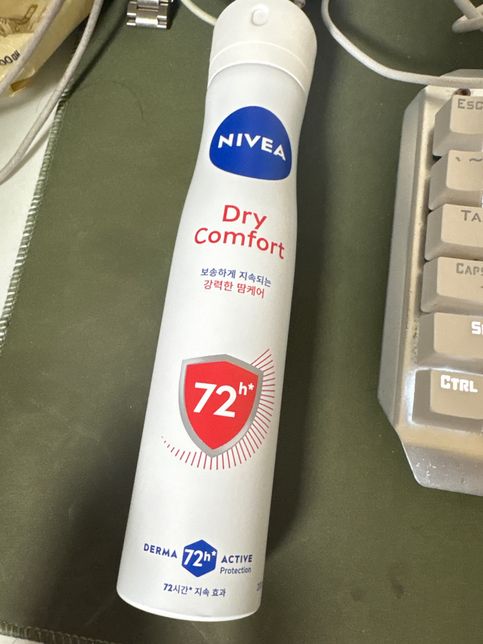 NIVEA
Dry
Comfort
보송하게 지속되는
강력한 땀케어
72h*
DERMA 72h* ACTIVE
Protection
72시간* 지속 효과
ESC
TA
CAPS
CTRL